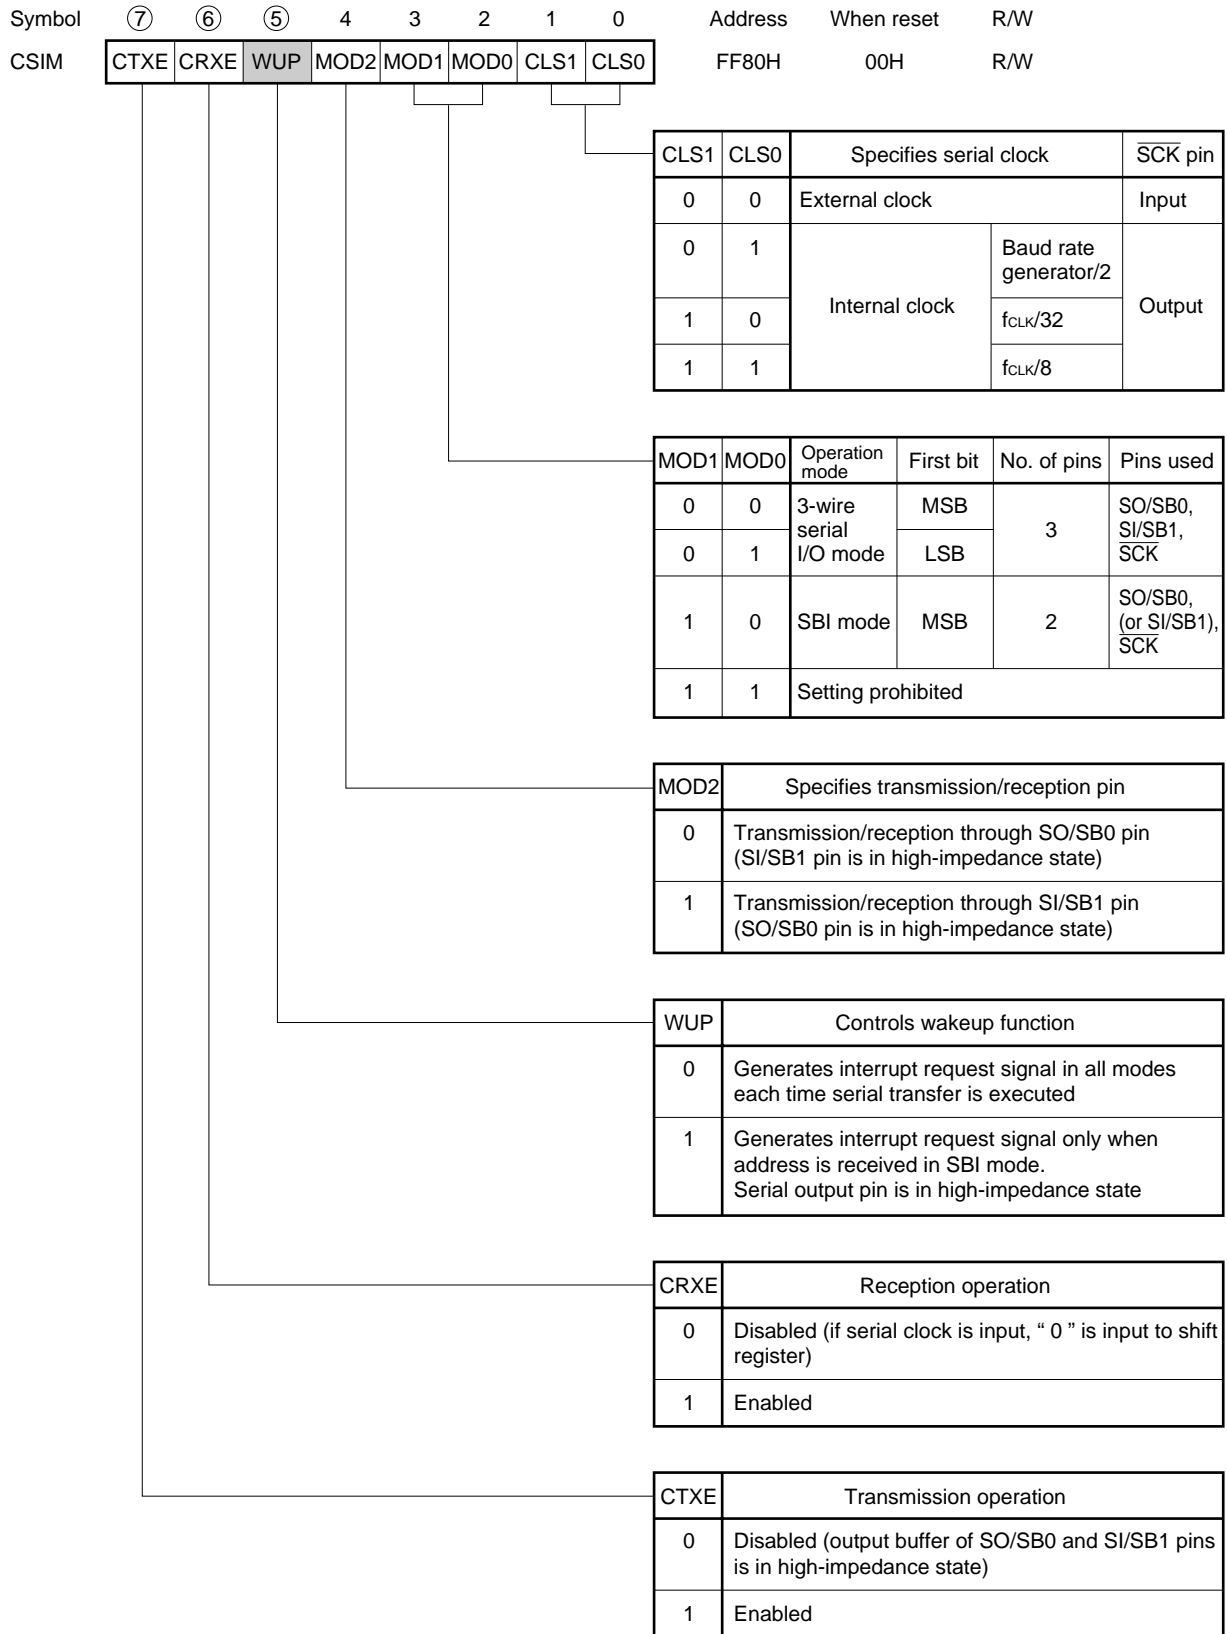 Symbol ⑦ ⑥ ⑤ 4 3 2 1 0 Address When reset R/W
CSIM CTXE CRXE WUP MOD2 MOD1 MOD0 CLS1 CLS0 FF80H 00H R/W
CLS1 CLS0 Specifies serial clock SCK pin
0 0 External clock Input
0 1 Internal clock Baud rate
generator/2 Output
1 0 fCLK/32
1 1 fCLK/8
MOD1 MOD0 Operation
mode First bit No. of pins Pins used
0 0 3-wire MSB 3 SO/SB0,
serial SI/SB1,
0 1 I/O mode LSB SCK
1 0 SBI mode MSB 2 SO/SB0,
(or SI/SB1),
SCK
1 1 Setting prohibited
MOD2 Specifies transmission/reception pin
0 Transmission/reception through SO/SB0 pin
(SI/SB1 pin is in high-impedance state)
1 Transmission/reception through SI/SB1 pin
(SO/SB0 pin is in high-impedance state)
WUP Controls wakeup function
0 Generates interrupt request signal in all modes
each time serial transfer is executed
1 Generates interrupt request signal only when
address is received in SBI mode.
Serial output pin is in high-impedance state
CRXE Reception operation
0 Disabled (if serial clock is input, “ 0 ” is input to shift
register)
1 Enabled
CTXE Transmission operation
0 Disabled (output buffer of SO/SB0 and SI/SB1 pins
is in high-impedance state)
1 Enabled